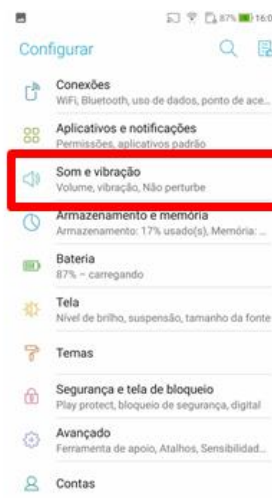 87% 16:0
Configurar
Conexões
WiFi, Bluetooth, uso de dados, ponto de ace...
Aplicativos e notificações
Permissões, aplicativos padrão
Som e vibração
Volume, vibração, Não perturbe
Armazenamento e memória
Armazenamento: 17% usado(s), Memória: ...
Bateria
87% – carregando
Tela
Nível de brilho, suspensão, tamanho da fonte
Temas
Segurança e tela de bloqueio
Play protect, bloqueio de segurança, digital
Avançado
Ferramenta de apoio, Atalhos, Sensibilidad...
Contas